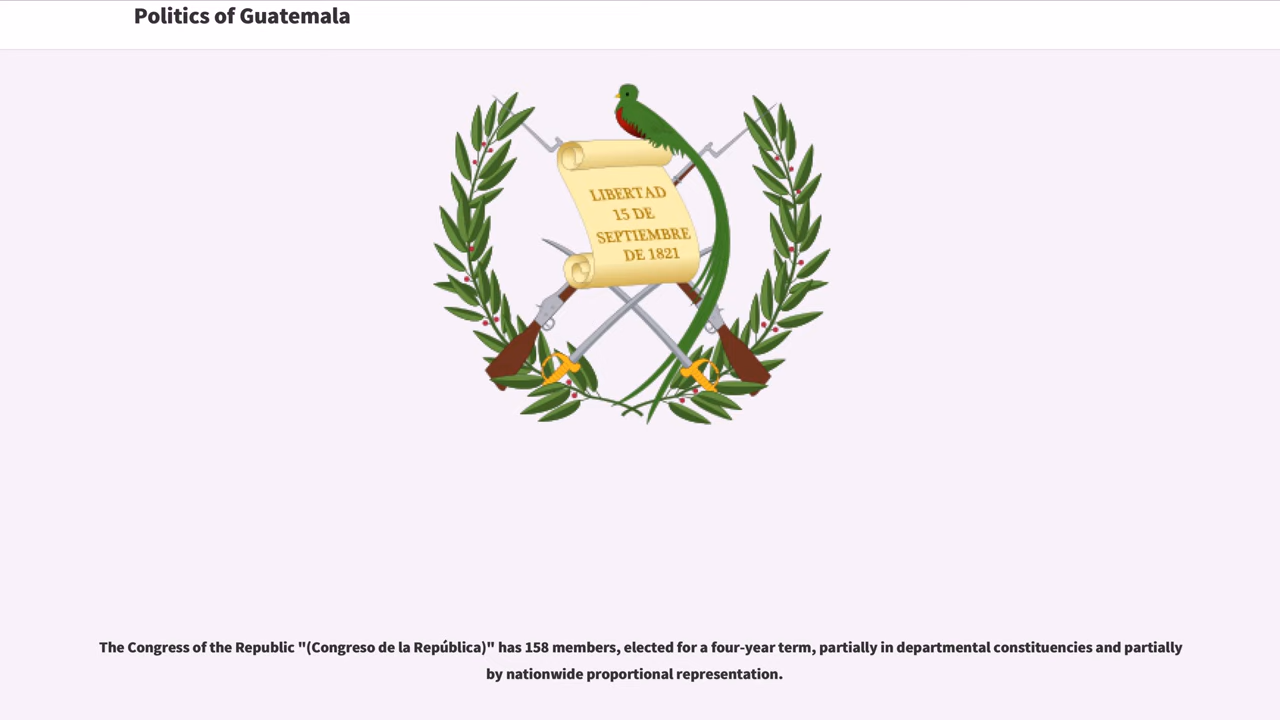 Politics of Guatemala
LIBERTAD
15 DE
SEPTIEMBRE
DE 1821
The Congress of the Republic "(Congreso de la República)" has 158 members, elected for a four-year term, partially in departmental constituencies and partially
by nationwide proportional representation.